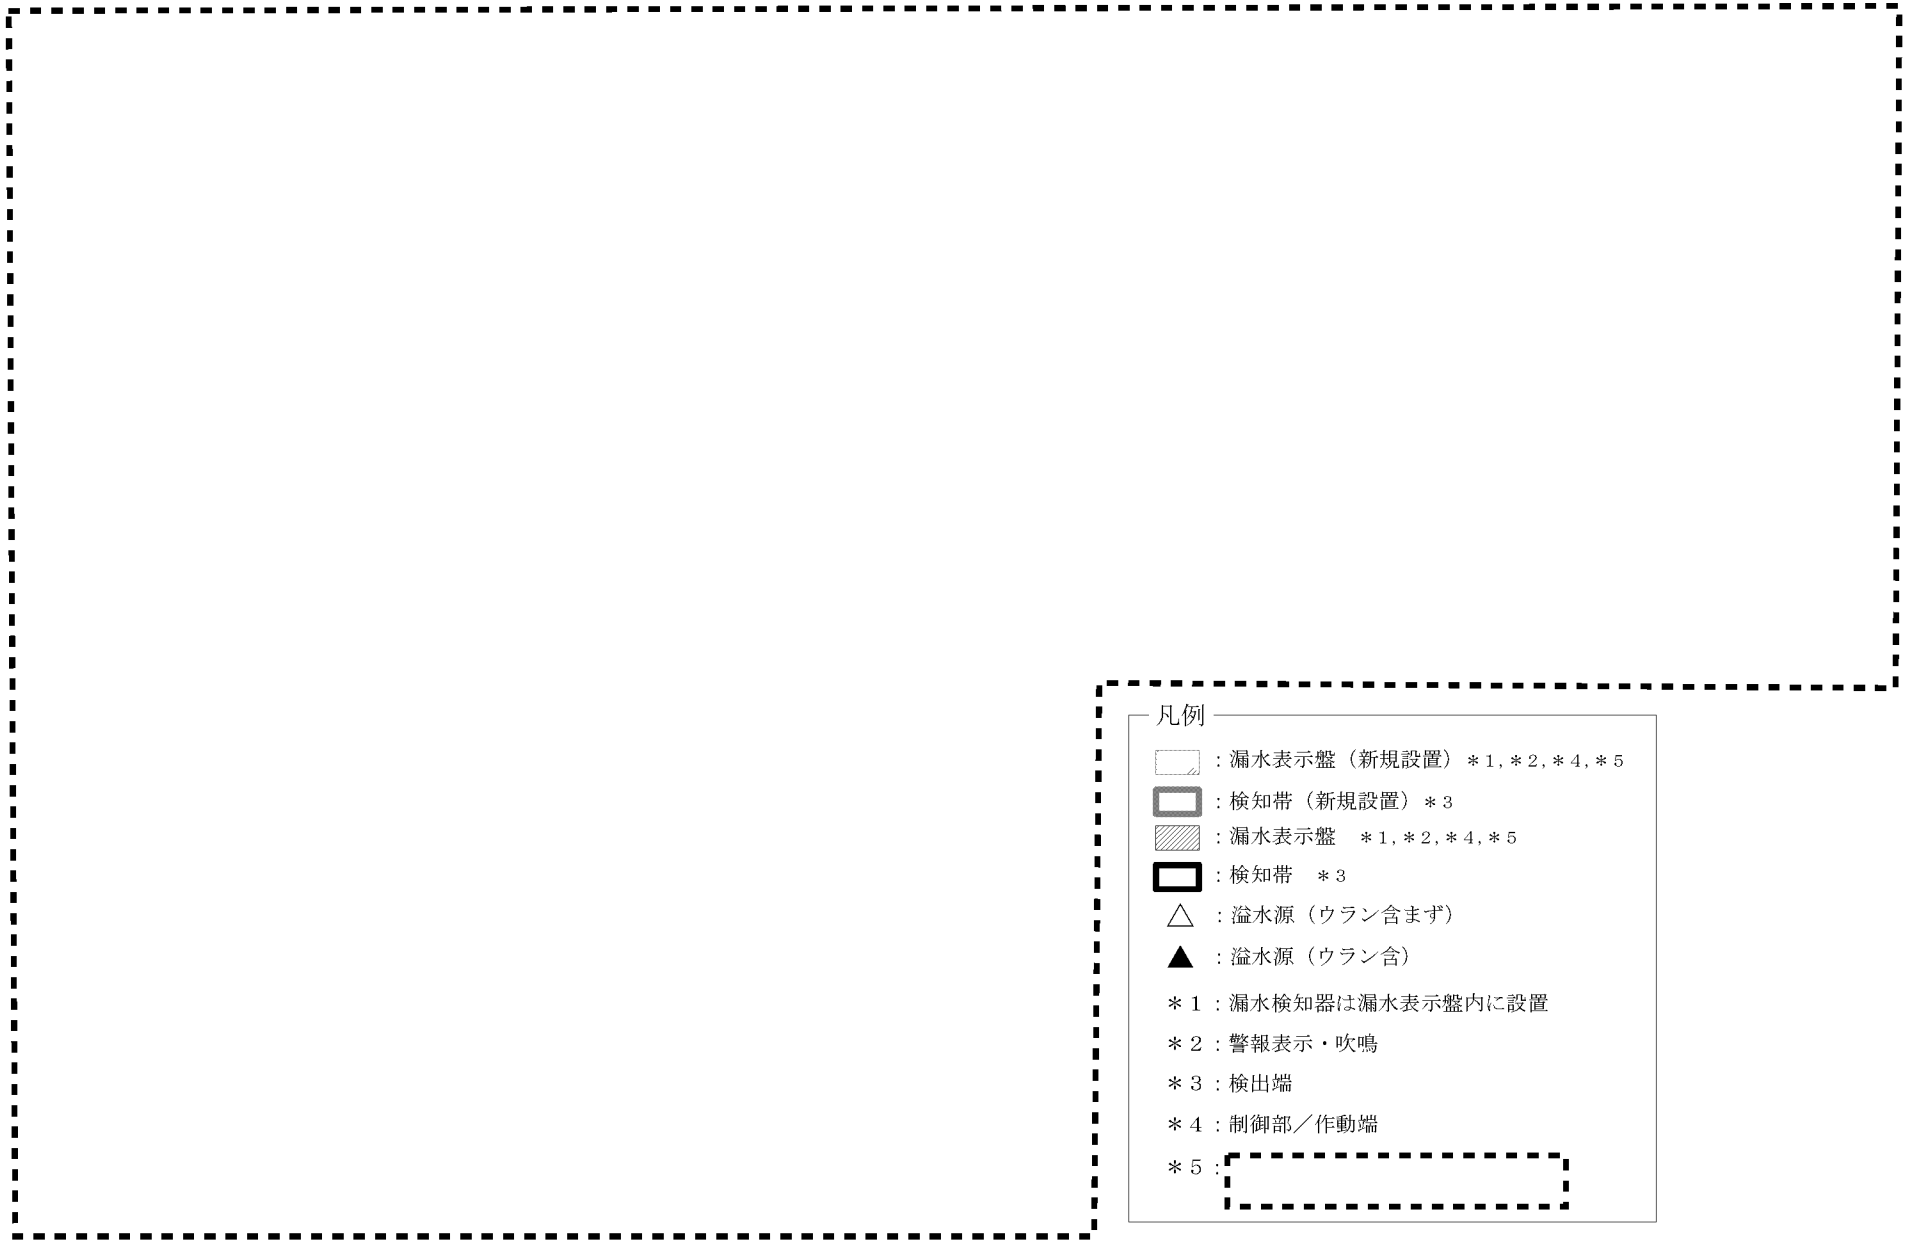 凡例
：漏水表示盤（新規設置）＊1,＊2,＊4,＊5
：検知帯（新規設置）＊3
：漏水表示盤　＊1,＊2,＊4,＊5
：検知帯　＊3
：溢水源（ウラン含まず）
：溢水源（ウラン含）
＊1：漏水検知器は漏水表示盤内に設置
＊2：警報表示・吹鳴
＊3：検出端
＊4：制御部／作動端
＊5：